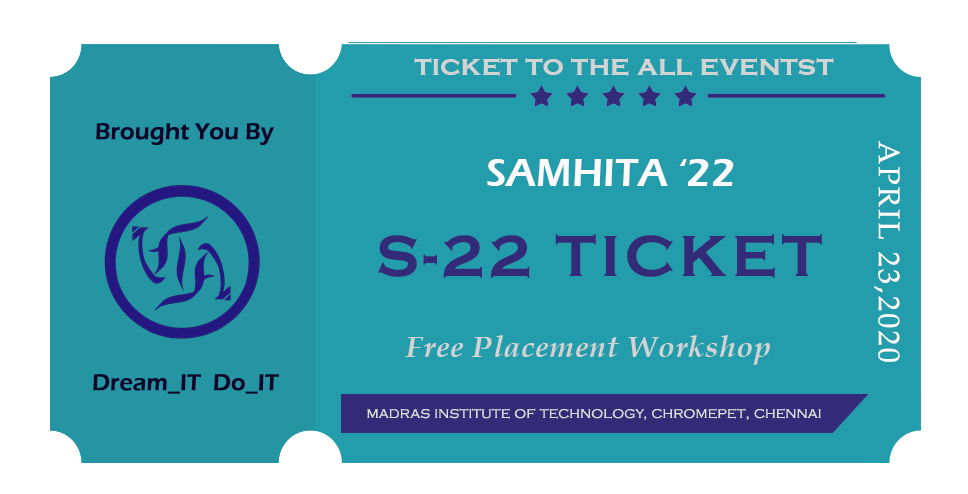 Brought You By
Dream_IT Do_IT
TICKET TO THE ALL EVENTST
SAMHITA ‘22
S-22 TICKET
Free Placement Workshop
MADRAS INSTITUTE OF TECHNOLOGY, CHROMEPET, CHENNAI
APRIL 23,2020